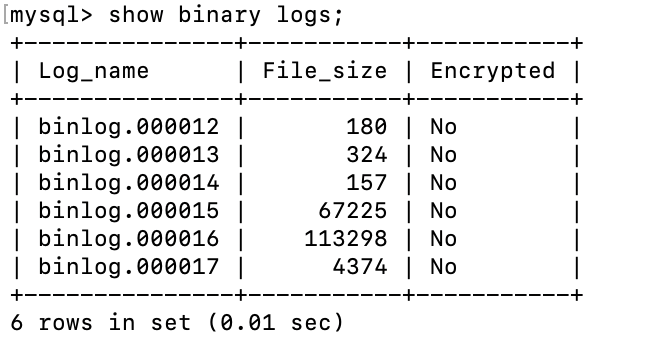 [mysql> show binary logs;
+-----------------+-----------+-----------+
| Log_name        | File_size | Encrypted |
+-----------------+-----------+-----------+
| binlog.000012 |       180 | No        |
| binlog.000013 |       324 | No        |
| binlog.000014 |       157 | No        |
| binlog.000015 |     67225 | No        |
| binlog.000016 |    113298 | No        |
| binlog.000017 |      4374 | No        |
+-----------------+-----------+-----------+
6 rows in set (0.01 sec)